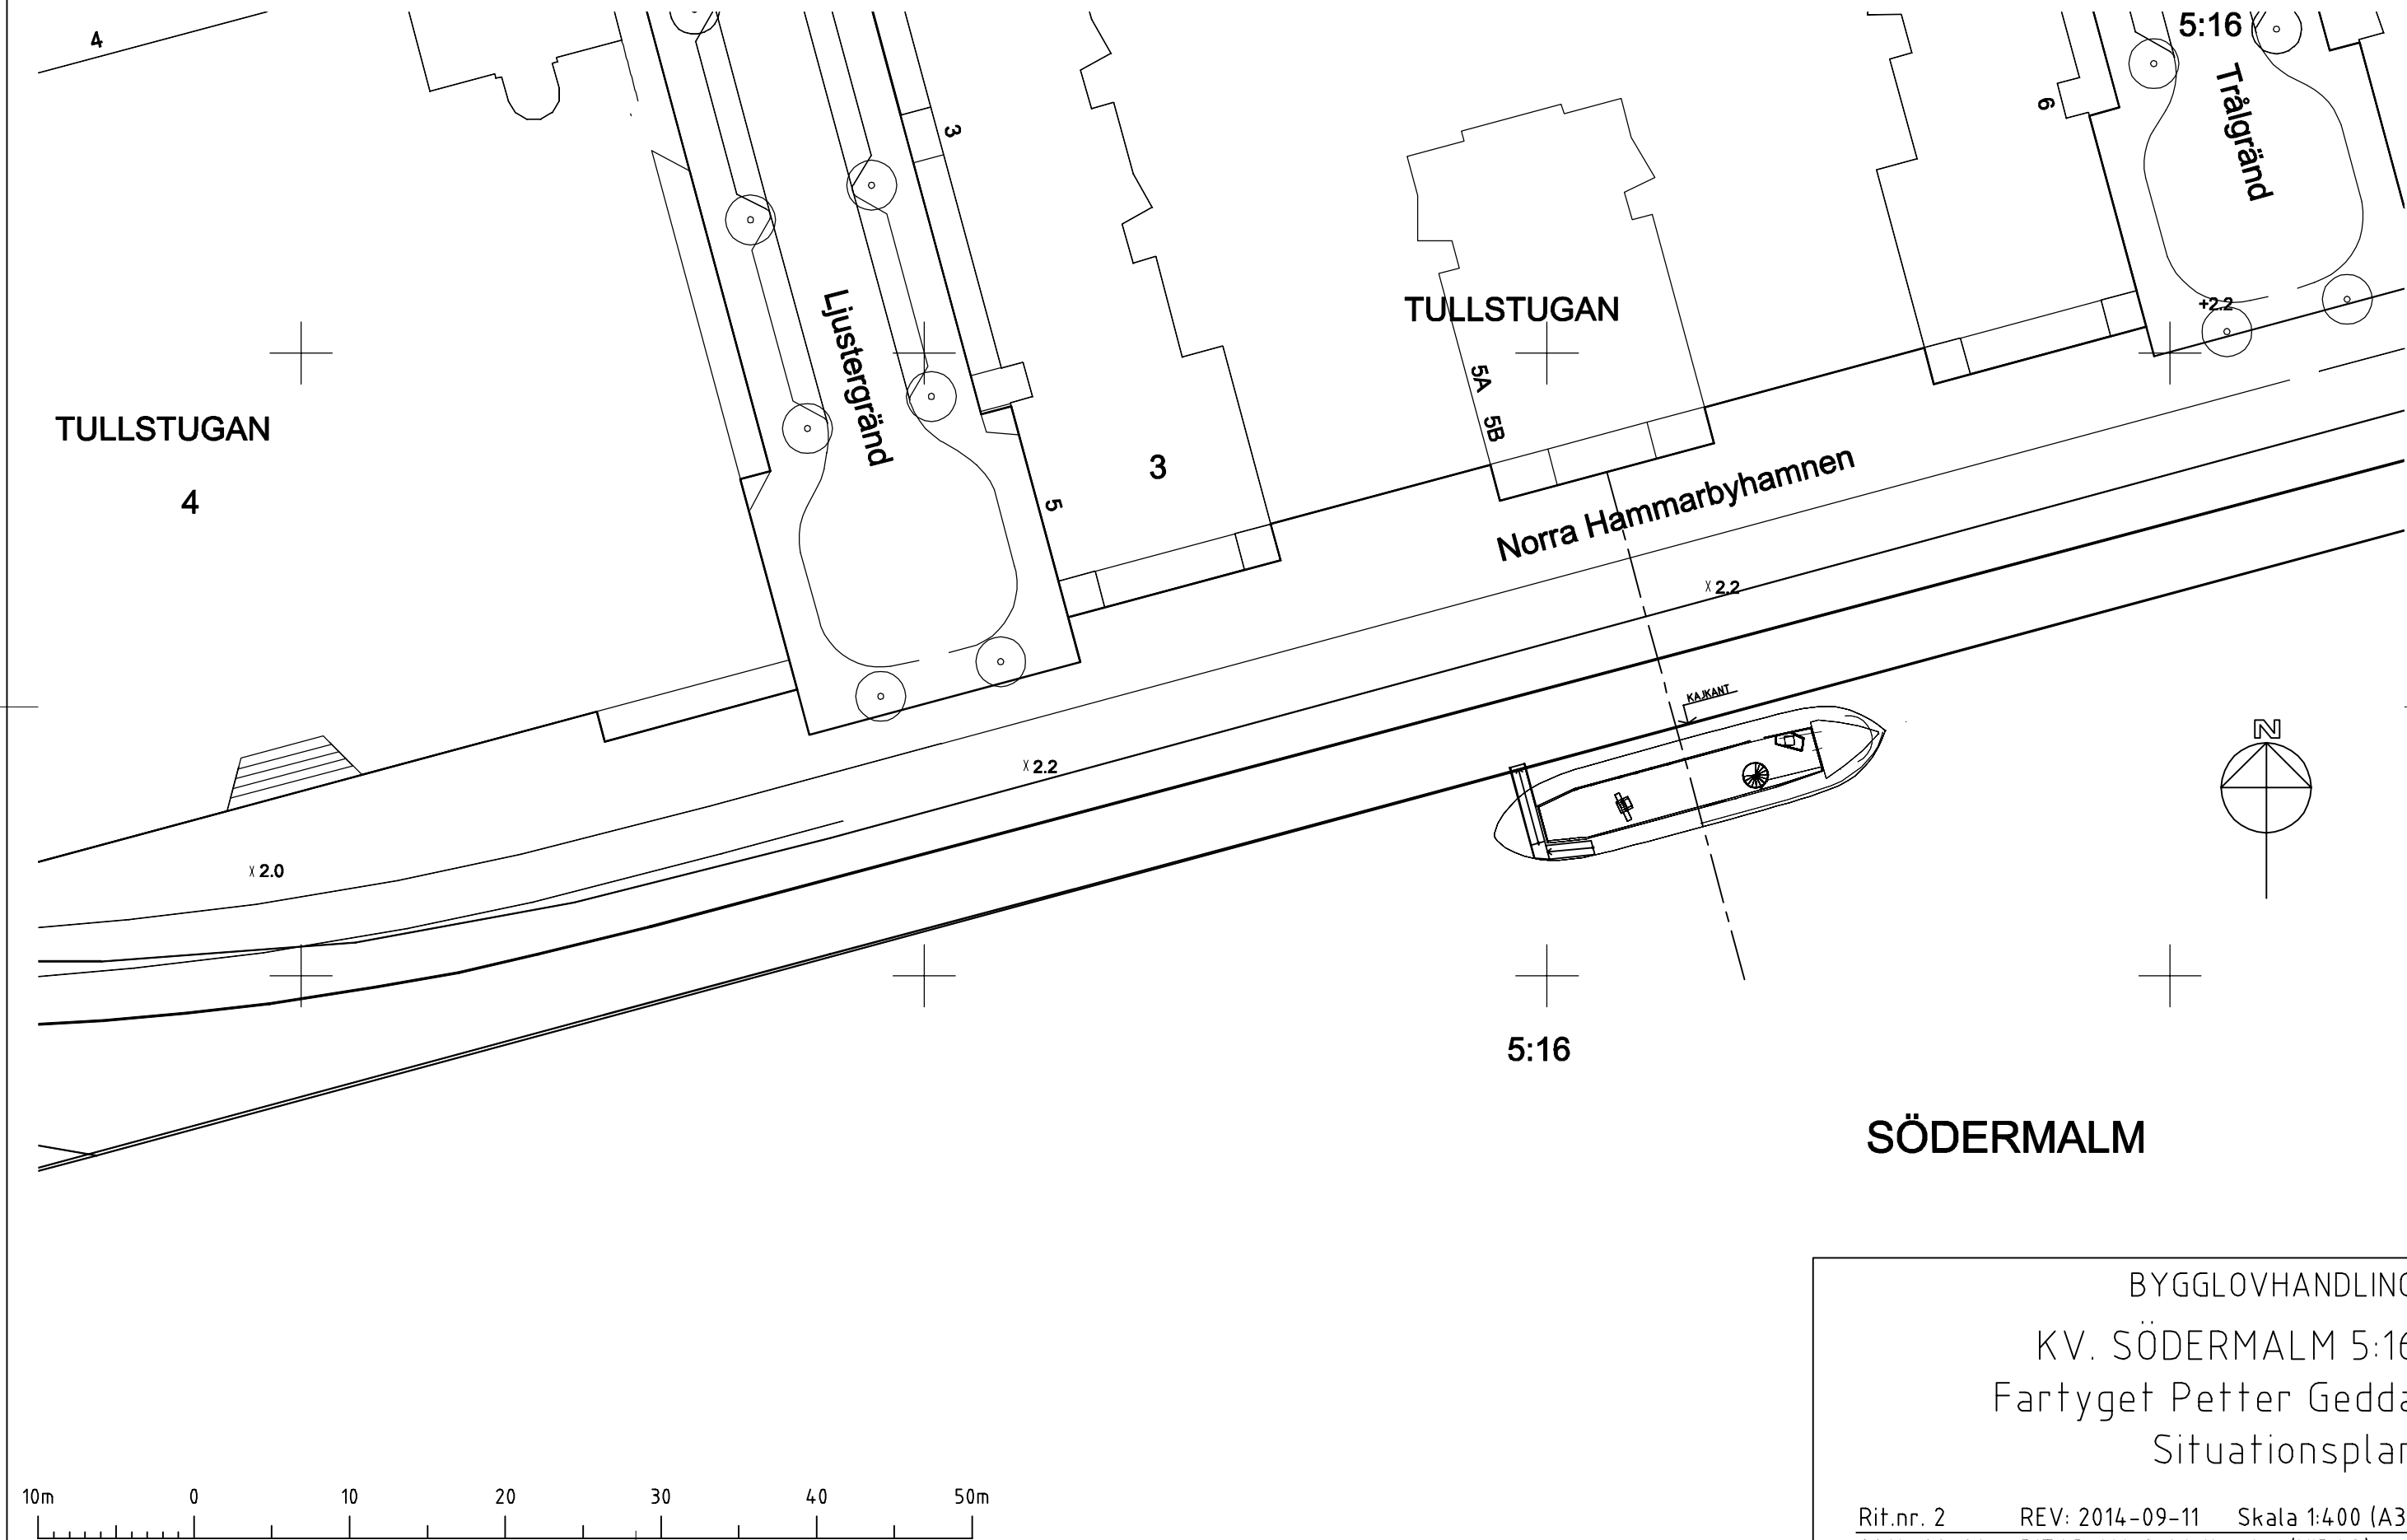 4
5:16
Trålgränd
6
3
+2.2
Ljustergränd
TULLSTUGAN
5A
5B
TULLSTUGAN
4
3
5
Norra Hammarbyhamnen
x 2.2
KAJKANT
N
x 2.2
x 2.0
5:16
SÖDERMALM
BYGGLOVHANDLING
KV. SÖDERMALM 5:16
Fartyget Petter Gedda
Situationsplan
10m 0 10 20 30 40 50m
Rit.nr. 2 REV: 2014-09-11 Skala 1:400 (A3